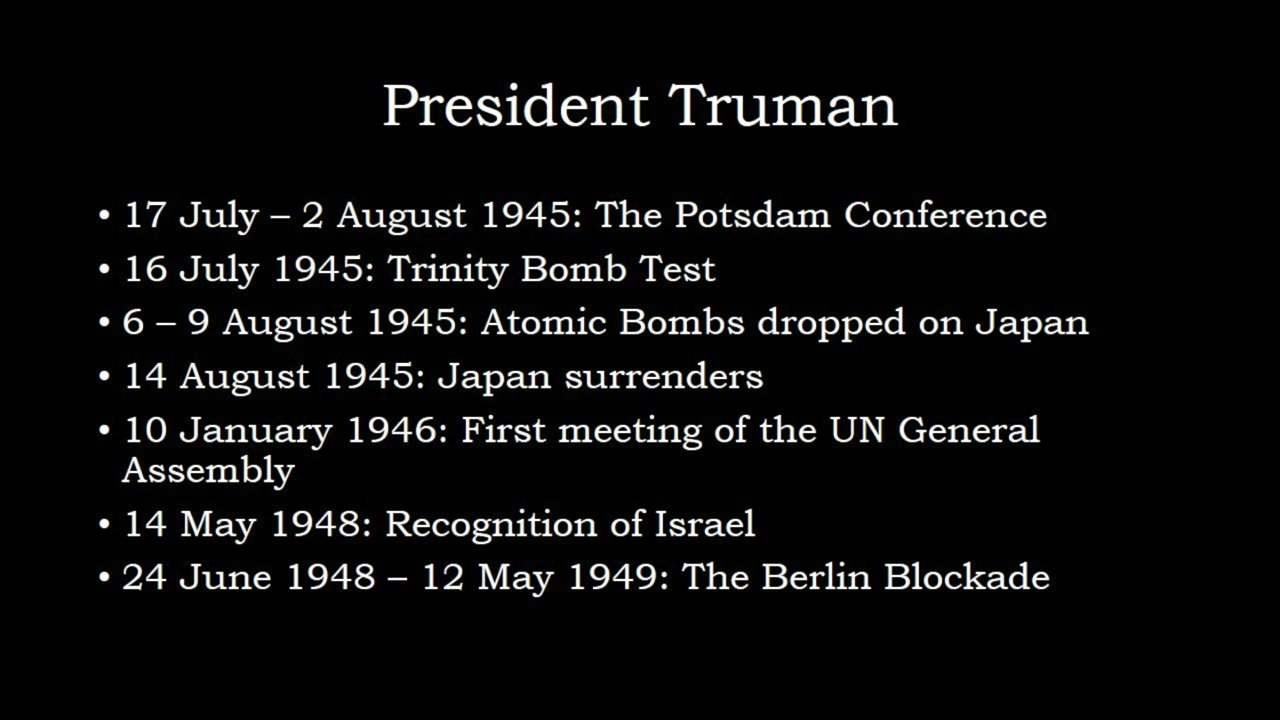 President Truman
• 17 July – 2 August 1945: The Potsdam Conference
• 16 July 1945: Trinity Bomb Test
• 6 – 9 August 1945: Atomic Bombs dropped on Japan
• 14 August 1945: Japan surrenders
• 10 January 1946: First meeting of the UN General
Assembly
• 14 May 1948: Recognition of Israel
• 24 June 1948 – 12 May 1949: The Berlin Blockade